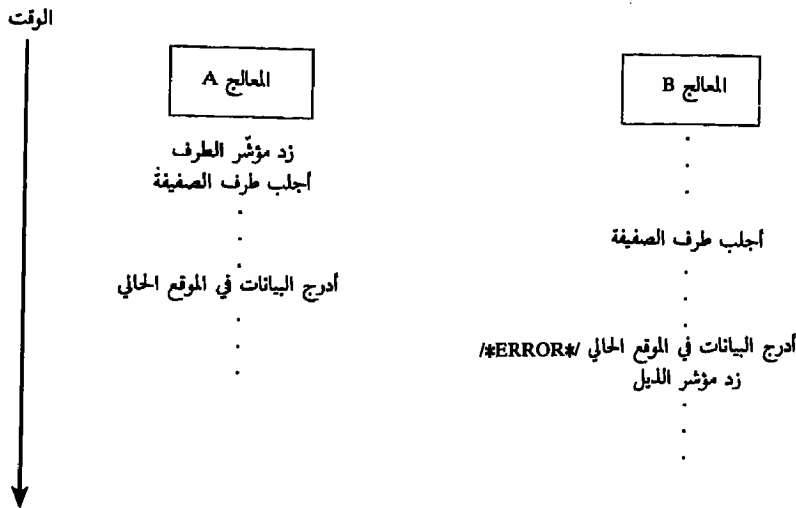 الوقت
المعالج A
المعالج B
زد مؤشّر الطرف
أجلب طرف الصفيفة
أجلب طرف الصفيفة
أدرج البيانات في الموقع الحالي
أدرج البيانات في الموقع الحالي /*ERROR*/
زد مؤشر الذيل